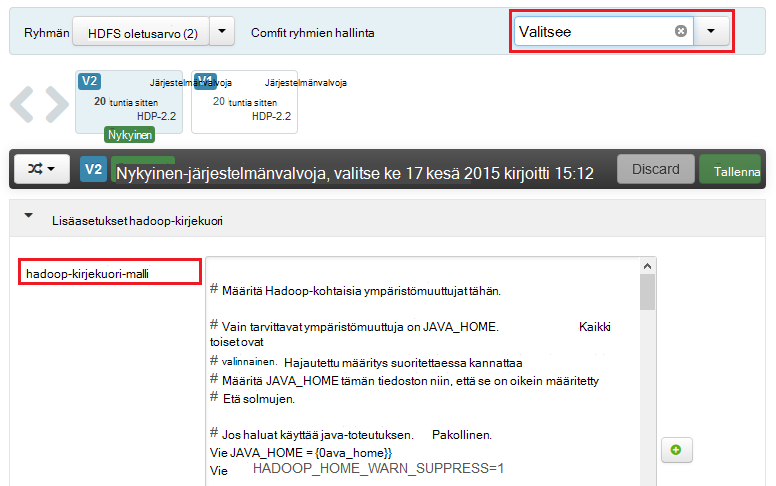 Ryhmän HDFS oletusarvo (2) Comfit ryhmien hallinta Valitsee
V2 Järjestelmänvalvoja V1 Järjestelmänvalvoja
20 tuntia sitten 20 tuntia sitten
HDP-2.2 HDP-2.2
Nykyinen
V2 Nykyinen-järjestelmänvalvoja, valitse ke 17 kesä 2015 kirjoitti 15:12 Discard Tallenna
Lisäasetukset hadoop-kirjekuori
hadoop-kirjekuori-malli
# Määritä Hadoop-kohtaisia ympäristömuuttujat tähän.
# Vain tarvittavat ympäristömuuttuja on JAVA_HOME. Kaikki
toiset ovat
# valinnainen. Hajautettu määritys suoritettaessa kannattaa
# Määritä JAVA_HOME tämän tiedoston niin, että se on oikein määritetty
# Etä solmujen.
# Jos haluat käyttää java-toteutuksen. Pakollinen.
Vie JAVA_HOME = {0ava_home}}
Vie HADOOP_HOME_WARN_SUPPRESS=1